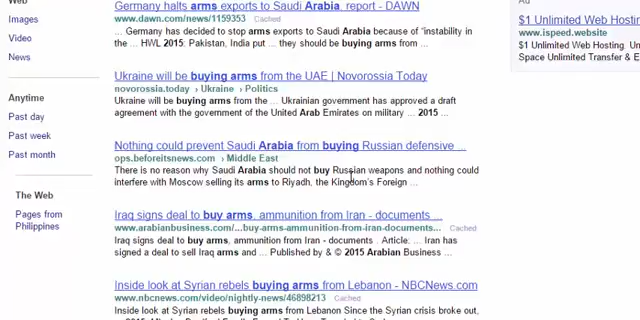 Web
Images
Video
News
Anytime
Past day
Past week
Past month
The Web
Pages from
Philippines
Germany halts arms exports to Saudi Arabia, report - DAWN
www.dawn.com/news/1159353 Cached
... Germany has decided to stop arms exports to Saudi Arabia because of "instability in
the ... HWL 2015: Pakistan, India put ... they should be buying arms from ...
Ukraine will be buying arms from the UAE | Novorossia Today
novorossia.today › Ukraine › Politics
Ukraine will be buying arms from the ... Ukrainian government has approved a draft
agreement with the government of the United Arab Emirates on military ... 2015 ...
Nothing could prevent Saudi Arabia from buying Russian defensive ...
ops.beforeitsnews.com › Middle East
There is no reason why Saudi Arabia should not buy Russian weapons and nothing could
interfere with Moscow selling its arms to Riyadh, the Kingdom's Foreign ...
Iraq signs deal to buy arms, ammunition from Iran - documents ...
www.arabianbusiness.com/...buy-arms-ammunition-from-iran-documents... Cached
Iraq signs deal to buy arms, ammunition from Iran - documents . Article: ... Iran has
signed a deal to sell Iraq arms and ... Published by & © 2015 Arabian Business ...
Inside look at Syrian rebels buying arms from Lebanon - NBCNews.com
www.nbcnews.com/video/nightly-news/46898213 Cached
Inside look at Syrian rebels buying arms from Lebanon Since the Syrian crisis broke out,
Ad
$1 Unlimited Web Hosting
www.ispeed.website
$1 Unlimited Web Hosting. Un
Space Unlimited Transfer & E